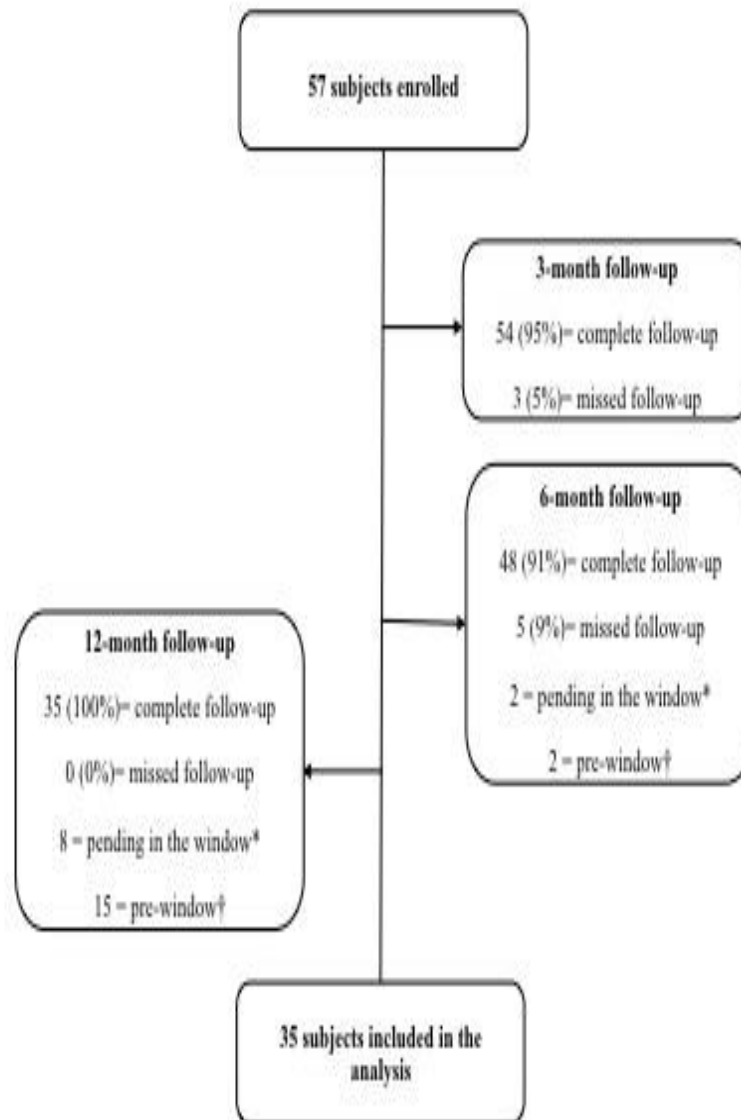 57 subjects enrolled
3-month follow-up
54 (95%)= complete follow-up
3 (5%)= missed follow-up
6-month follow-up
48 (91%)= complete follow-up
5 (9%)= missed follow-up
2 = pending in the window*
2 = pre-window†
12-month follow-up
35 (100%)= complete follow-up
0 (0%)= missed follow-up
8 = pending in the window*
15 = pre-window†
35 subjects included in the
analysis